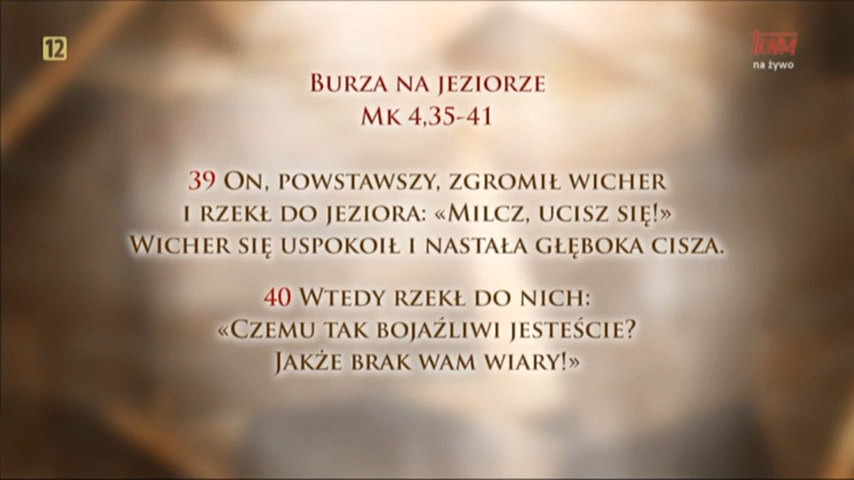 12
TRWAM
na żywo
BURZA NA JEZIORZE
MK 4,35-41
39 ON, POWSTAWSZY, ZGROMIŁ WICHER
I RZEKŁ DO JEZIORA: «MILCZ, UCISZ SIĘ!»
WICHER SIĘ USPOKOIŁ I NASTAŁA GŁĘBOKA CISZA.
40 WTEDY RZEKŁ DO NICH:
«CZEMU TAK BOJAŹLIWI JESTEŚCIE?
JAKŻE BRAK WAM WIARY!»